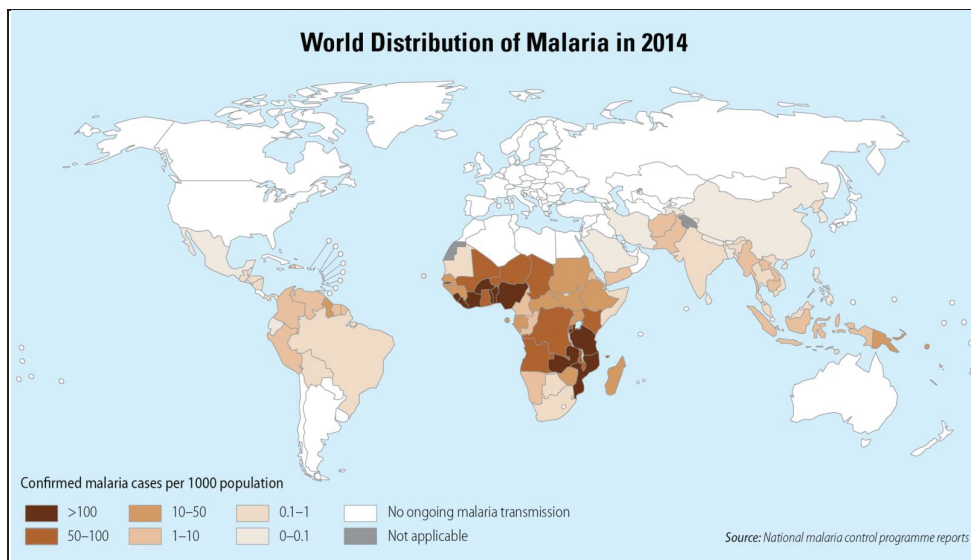 World Distribution of Malaria in 2014
Confirmed malaria cases per 1000 population
>100
10–50
0.1–1
No ongoing malaria transmission
50–100
1–10
0–0.1
Not applicable
Source: National malaria control programme reports